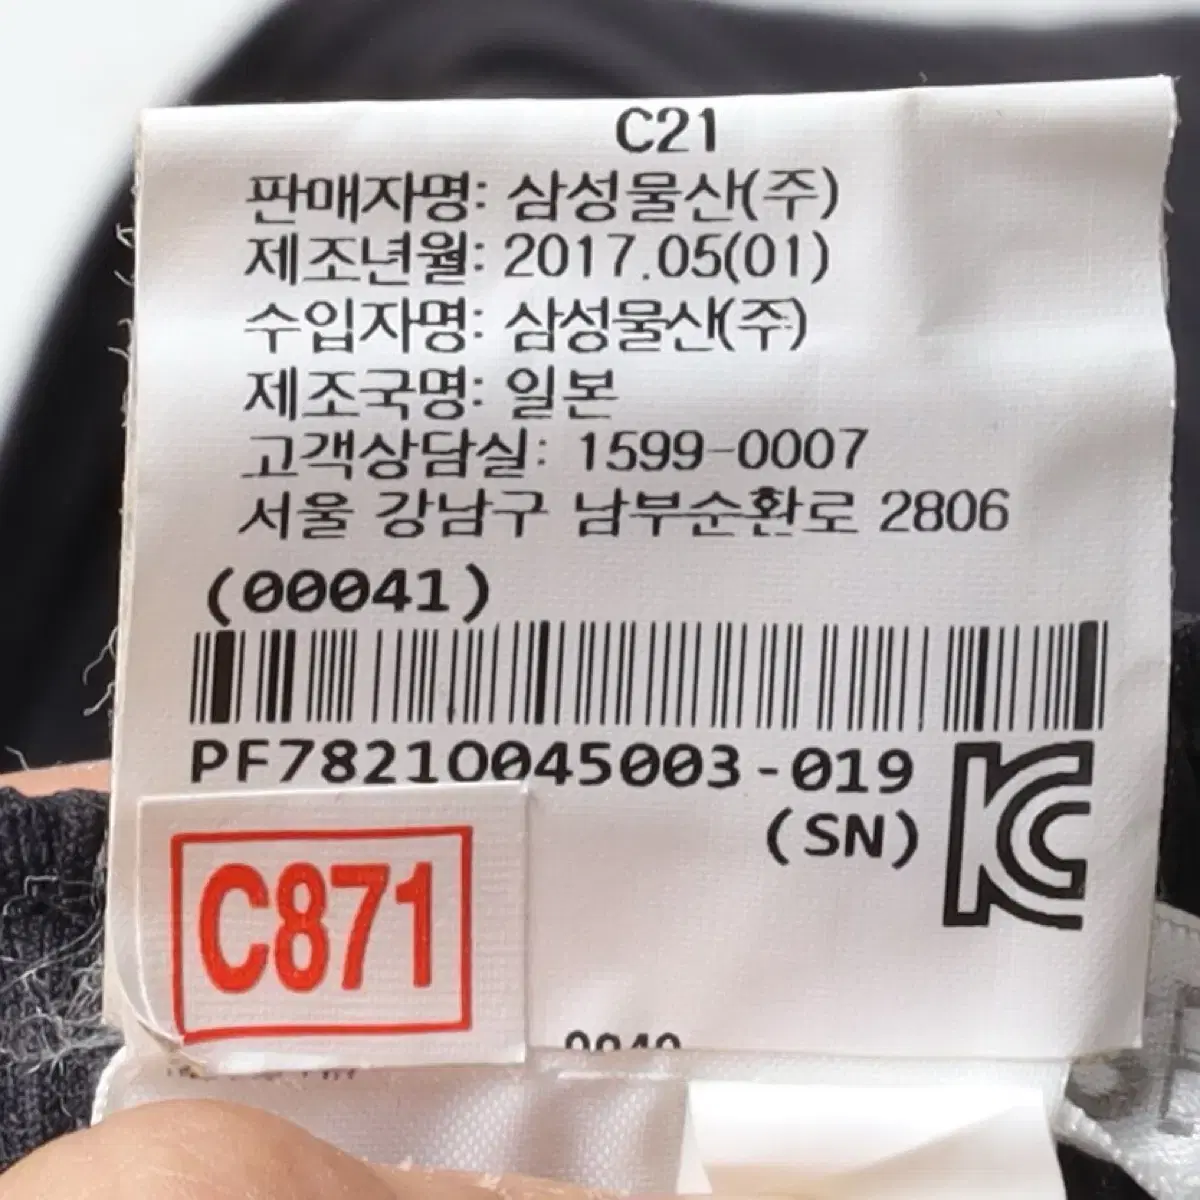 C21
판매자명: 삼성물산(주)
제조년월: 2017.05(01)
수입자명: 삼성물산(주)
제조국명: 일본
고객상담실: 1599-0007
서울 강남구 남부순환로 2806
(00041)
PF7821O045003-019
(SN)
KC
C871